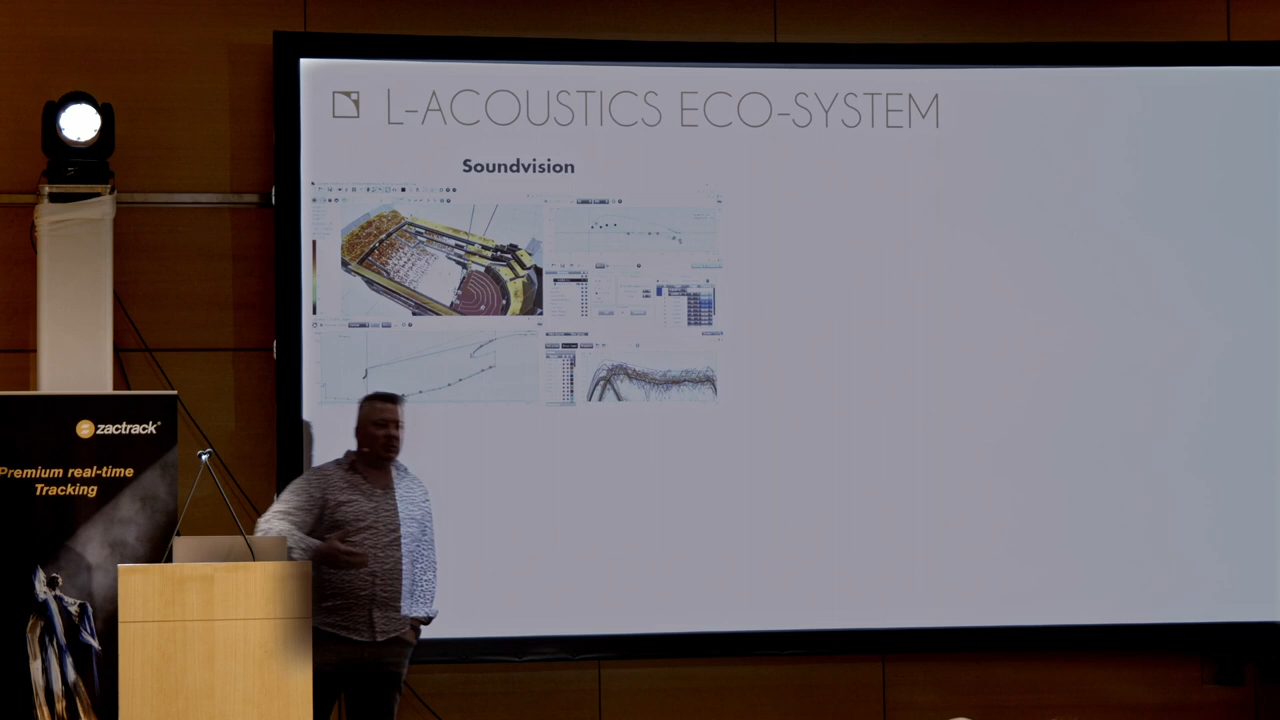 L-ACOUSTICS ECO-SYSTEM
Soundvision
zactrack®
Premium real-time
Tracking